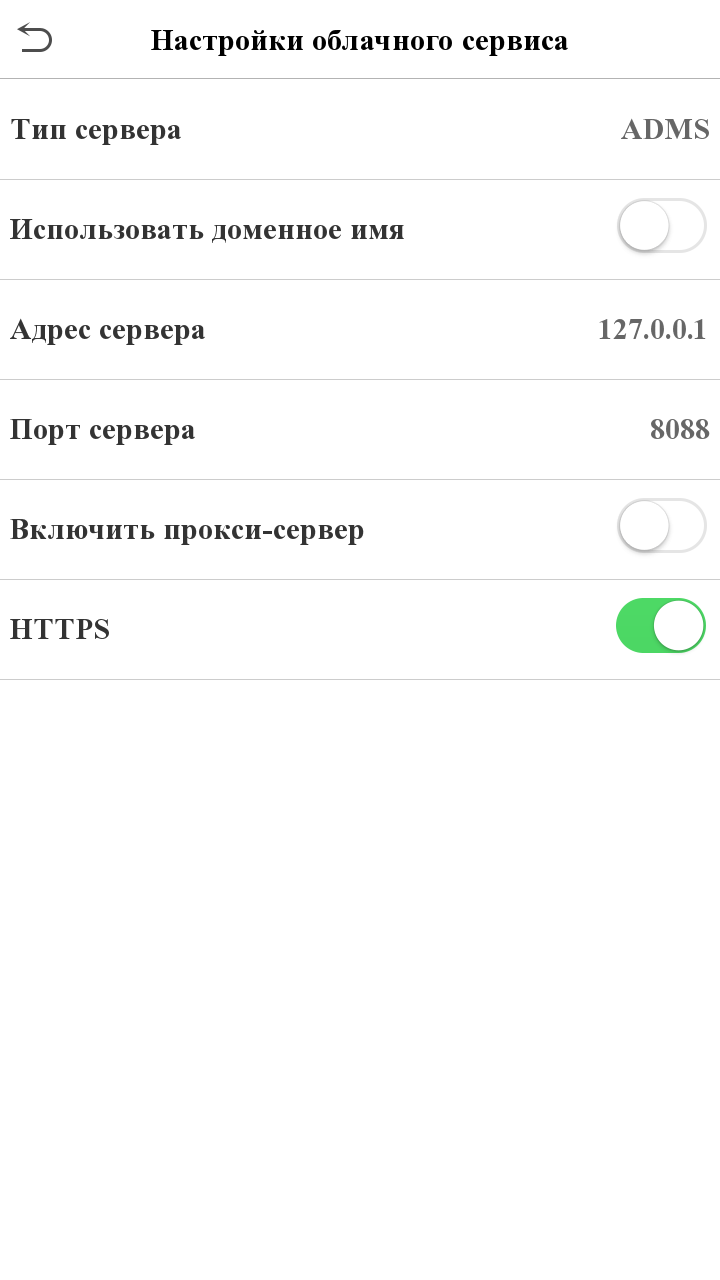 Настройки облачного сервиса
Тип сервера ADMS
Использовать доменное имя
Адрес сервера 127.0.0.1
Порт сервера 8088
Включить прокси-сервер
HTTPS